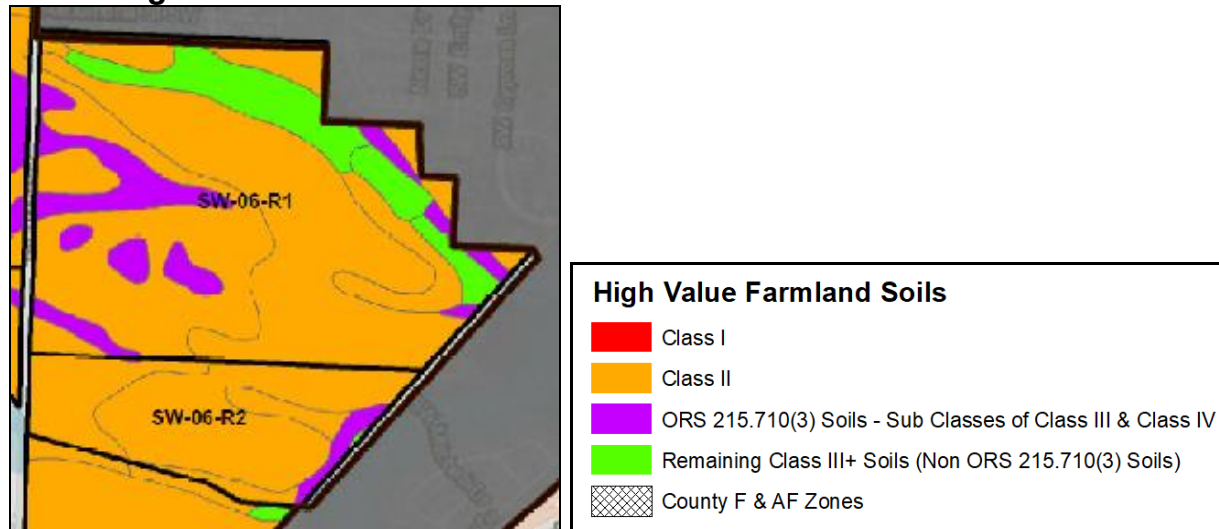 SW-06-R1
SW-06-R2
High Value Farmland Soils
Class I
Class II
ORS 215.710(3) Soils - Sub Classes of Class III & Class IV
Remaining Class III+ Soils (Non ORS 215.710(3) Soils)
County F & AF Zones